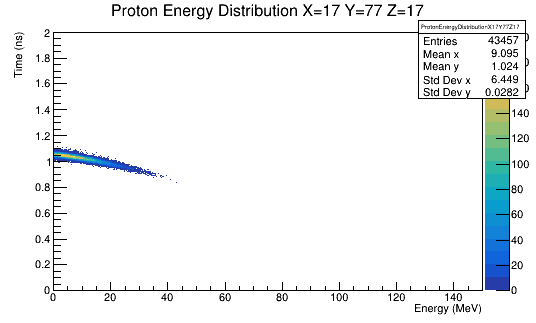 Proton Energy Distribution X=17 Y=77 Z=17
ProtonEnergyDistributionX17Y77Z17
Entries 43457
Mean x 9.095
Mean y 1.024
Std Dev x 6.449
Std Dev y 0.0282
Time (ns)
2
1.8
1.6
1.4
1.2
1
0.8
0.6
0.4
0.2
0
0 20 40 60 80 100 120 140
Energy (MeV)
140
120
100
80
60
40
20
0